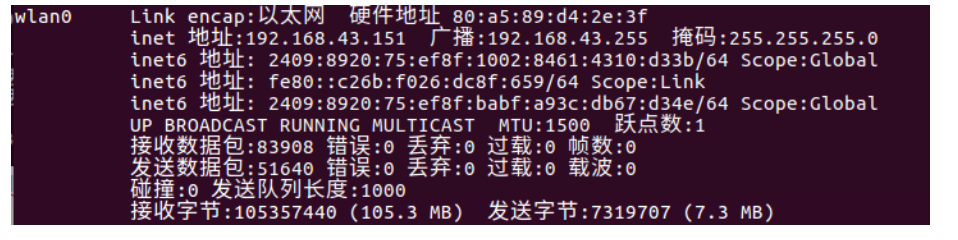 wlan0 Link encap:以太网 硬件地址 80:a5:89:d4:2e:3f
inet 地址:192.168.43.151 广播:192.168.43.255 掩码:255.255.255.0
inet6 地址: 2409:8920:75:ef8f:1002:8461:4310:d33b/64 Scope:Global
inet6 地址: fe80::c26b:f026:dc8f:659/64 Scope:Link
inet6 地址: 2409:8920:75:ef8f:babf:a93c:db67:d34e/64 Scope:Global
UP BROADCAST RUNNING MULTICAST MTU:1500 跃点数:1
接收数据包:83908 错误:0 丢弃:0 过载:0 帧数:0
发送数据包:51640 错误:0 丢弃:0 过载:0 载波:0
碰撞:0 发送队列长度:1000
接收字节:105357440 (105.3 MB) 发送字节:7319707 (7.3 MB)